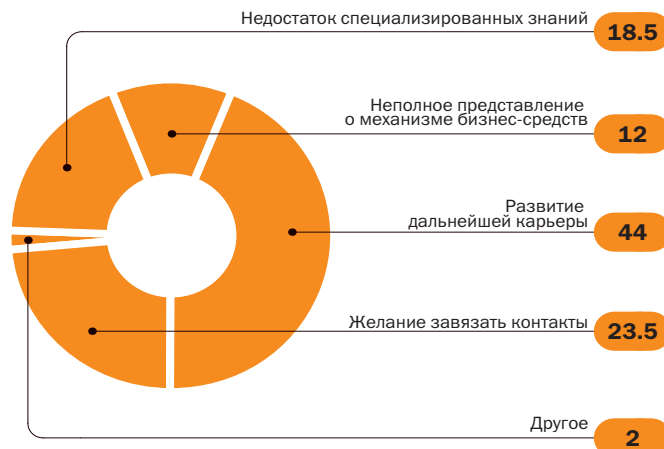 Недостаток специализированных знаний
18.5
Неполное представление
о механизме бизнес-средств
12
Развитие
дальнейшей карьеры
44
Желание завязать контакты
23.5
Другое
2